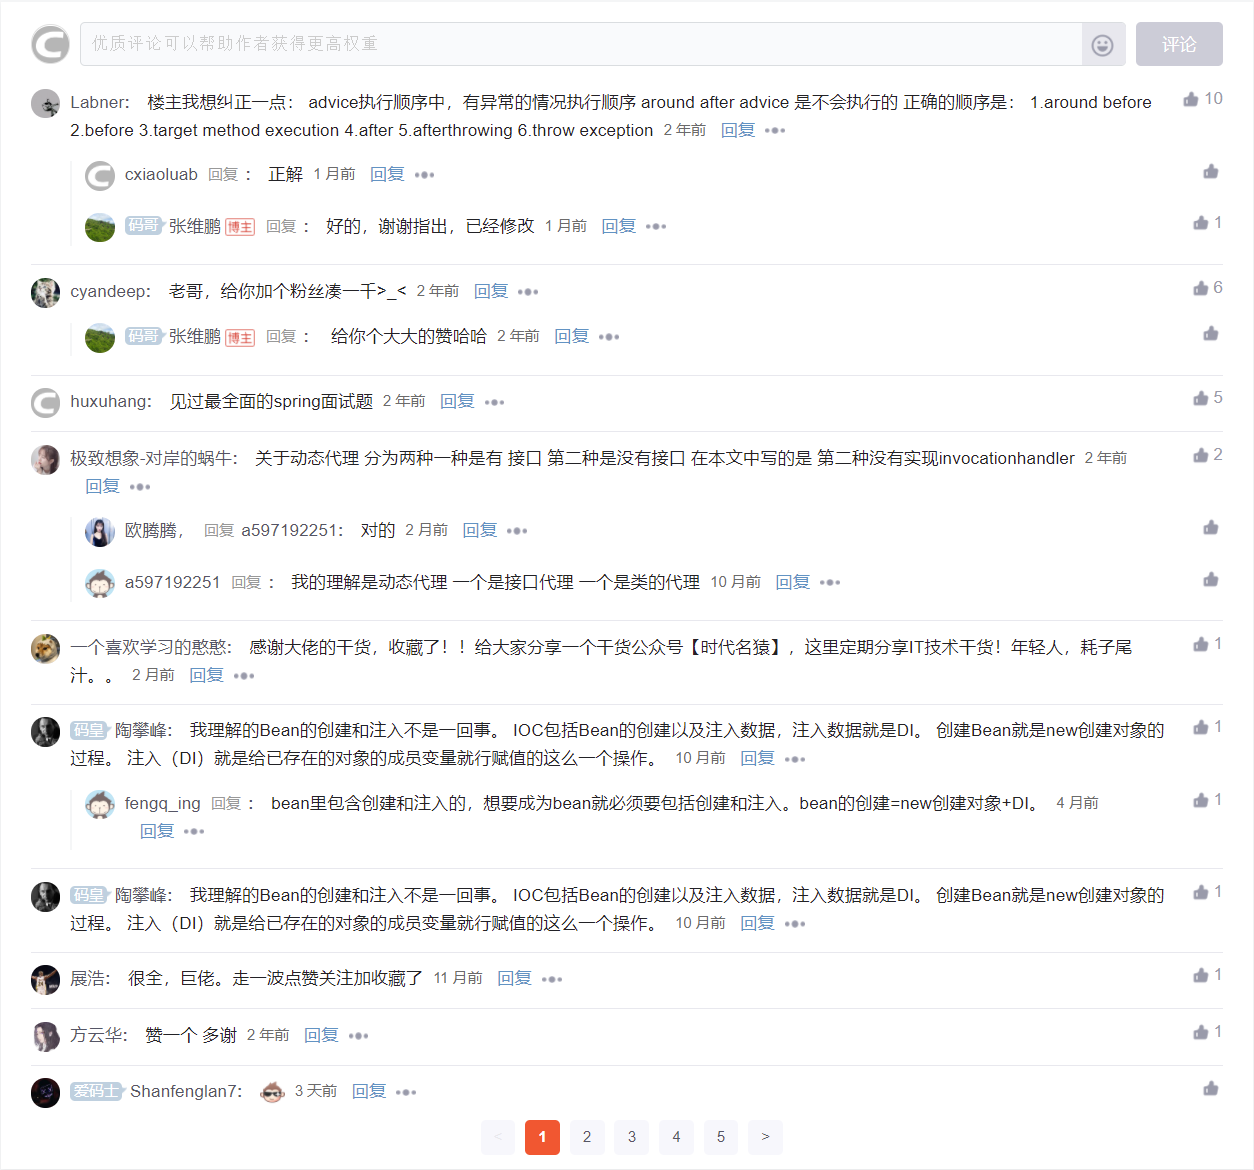 优质评论可以帮助作者获得更高权重
评论
Labner： 楼主我想纠正一点： advice执行顺序中，有异常的情况执行顺序 around after advice 是不会执行的 正确的顺序是： 1.around before 10
2.before 3.target method execution 4.after 5.afterthrowing 6.throw exception 2 年前 回复
cxiaoluab 回复 ： 正解 1 月前 回复
码哥 张维鹏 博主 回复 ： 好的，谢谢指出，已经修改 1 月前 回复 1
cyandeep： 老哥，给你加个粉丝凑一千>_< 2 年前 回复 6
码哥 张维鹏 博主 回复 ： 给你个大大的赞哈哈 2 年前 回复
huxuhang： 见过最全面的spring面试题 2 年前 回复 5
极致想象-对岸的蜗牛： 关于动态代理 分为两种一种是有 接口 第二种是没有接口 在本文中写的是 第二种没有实现invocationhandler 2 年前 2
回复
欧腾腾， 回复 a597192251： 对的 2 月前 回复
a597192251 回复 ： 我的理解是动态代理 一个是接口代理 一个是类的代理 10 月前 回复
一个喜欢学习的憨憨： 感谢大佬的干货，收藏了！！给大家分享一个干货公众号【时代名猿】，这里定期分享IT技术干货！年轻人，耗子尾 1
汁。。 2 月前 回复
码皇 陶攀峰： 我理解的Bean的创建和注入不是一回事。 IOC包括Bean的创建以及注入数据，注入数据就是DI。 创建Bean就是new创建对象的 1
过程。 注入（DI）就是给已存在的对象的成员变量就行赋值的这么一个操作。 10 月前 回复
fengq_ing 回复 ： bean里包含创建和注入的，想要成为bean就必须要包括创建和注入。bean的创建=new创建对象+DI。 4 月前 1
回复
码皇 陶攀峰： 我理解的Bean的创建和注入不是一回事。 IOC包括Bean的创建以及注入数据，注入数据就是DI。 创建Bean就是new创建对象的 1
过程。 注入（DI）就是给已存在的对象的成员变量就行赋值的这么一个操作。 10 月前 回复
展浩： 很全，巨佬。走一波点赞关注加收藏了 11 月前 回复 1
方云华： 赞一个 多谢 2 年前 回复 1
爱码士 Shanfenglan7： 3 天前 回复
< 1 2 3 4 5 >